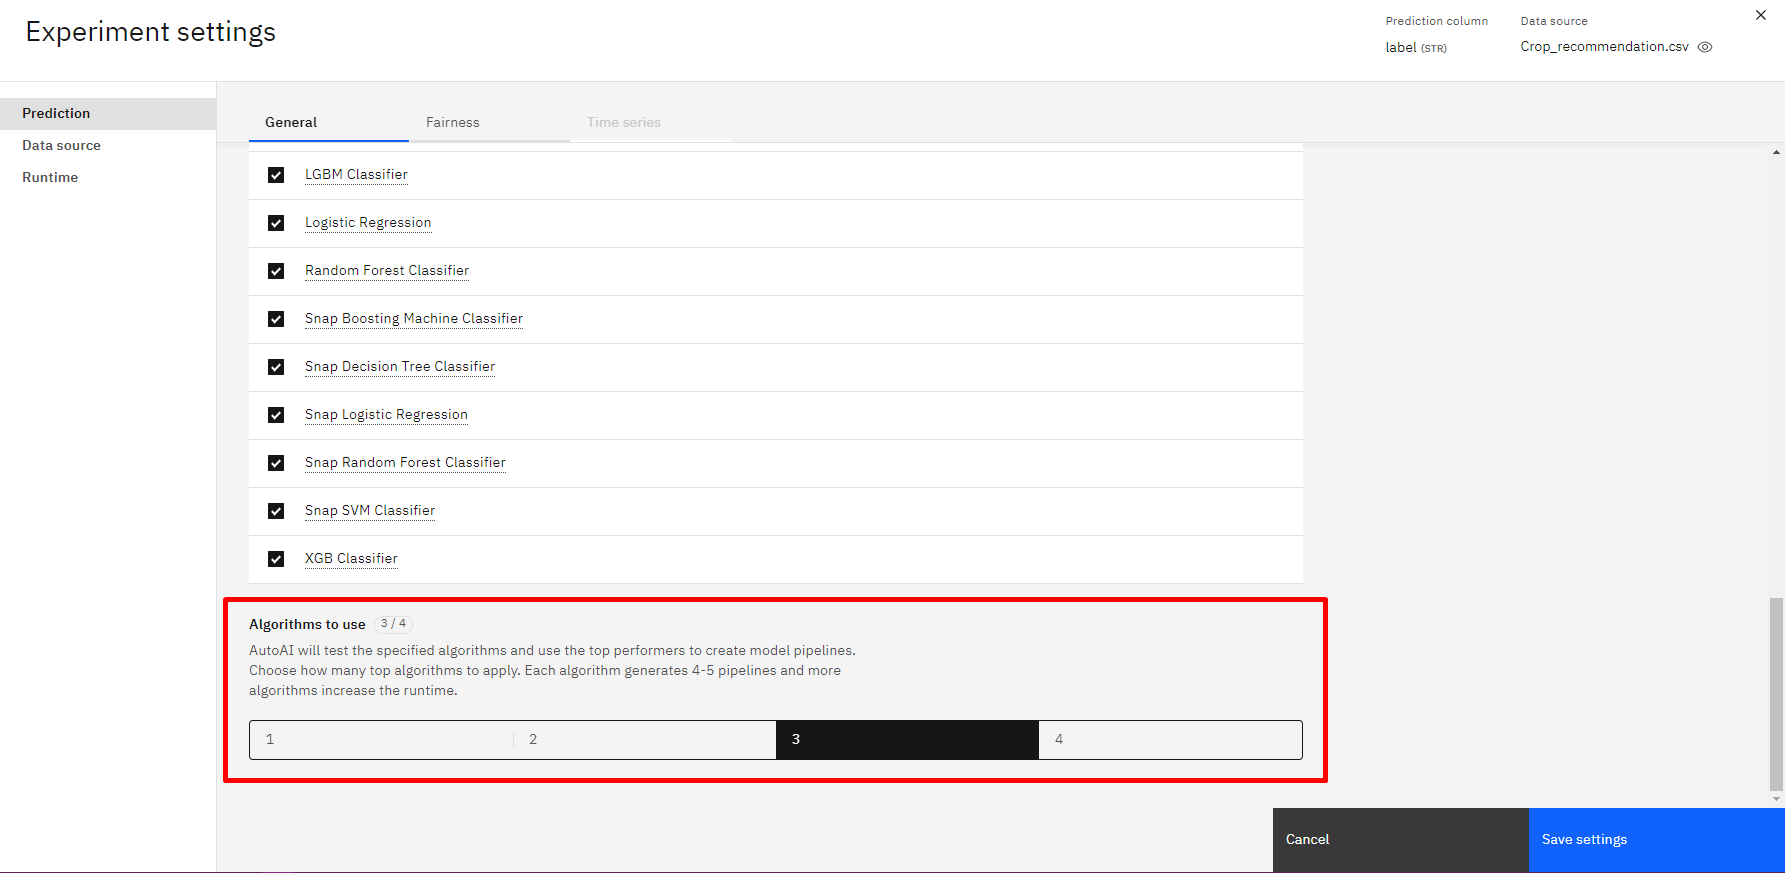 Experiment settings
Prediction column
label (STR)
Data source
Crop_recommendation.csv
Prediction
Data source
Runtime
General
Fairness
Time series
LGBM Classifier
Logistic Regression
Random Forest Classifier
Snap Boosting Machine Classifier
Snap Decision Tree Classifier
Snap Logistic Regression
Snap Random Forest Classifier
Snap SVM Classifier
XGB Classifier
Algorithms to use 3 / 4
AutoAI will test the specified algorithms and use the top performers to create model pipelines.
Choose how many top algorithms to apply. Each algorithm generates 4-5 pipelines and more
algorithms increase the runtime.
1 2 3 4
Cancel
Save settings